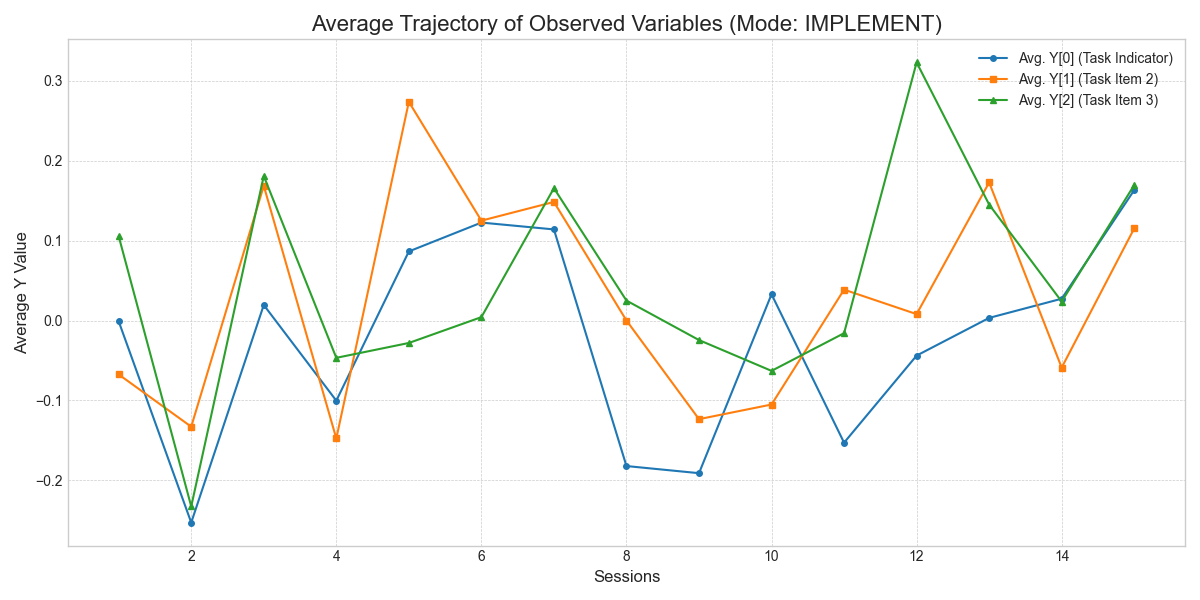 Average Trajectory of Observed Variables (Mode: IMPLEMENT)
Avg. Y[0] (Task Indicator)
Avg. Y[1] (Task Item 2)
Avg. Y[2] (Task Item 3)
Average Y Value
0.3
0.2
0.1
0.0
−0.1
−0.2
2 4 6 8 10 12 14
Sessions